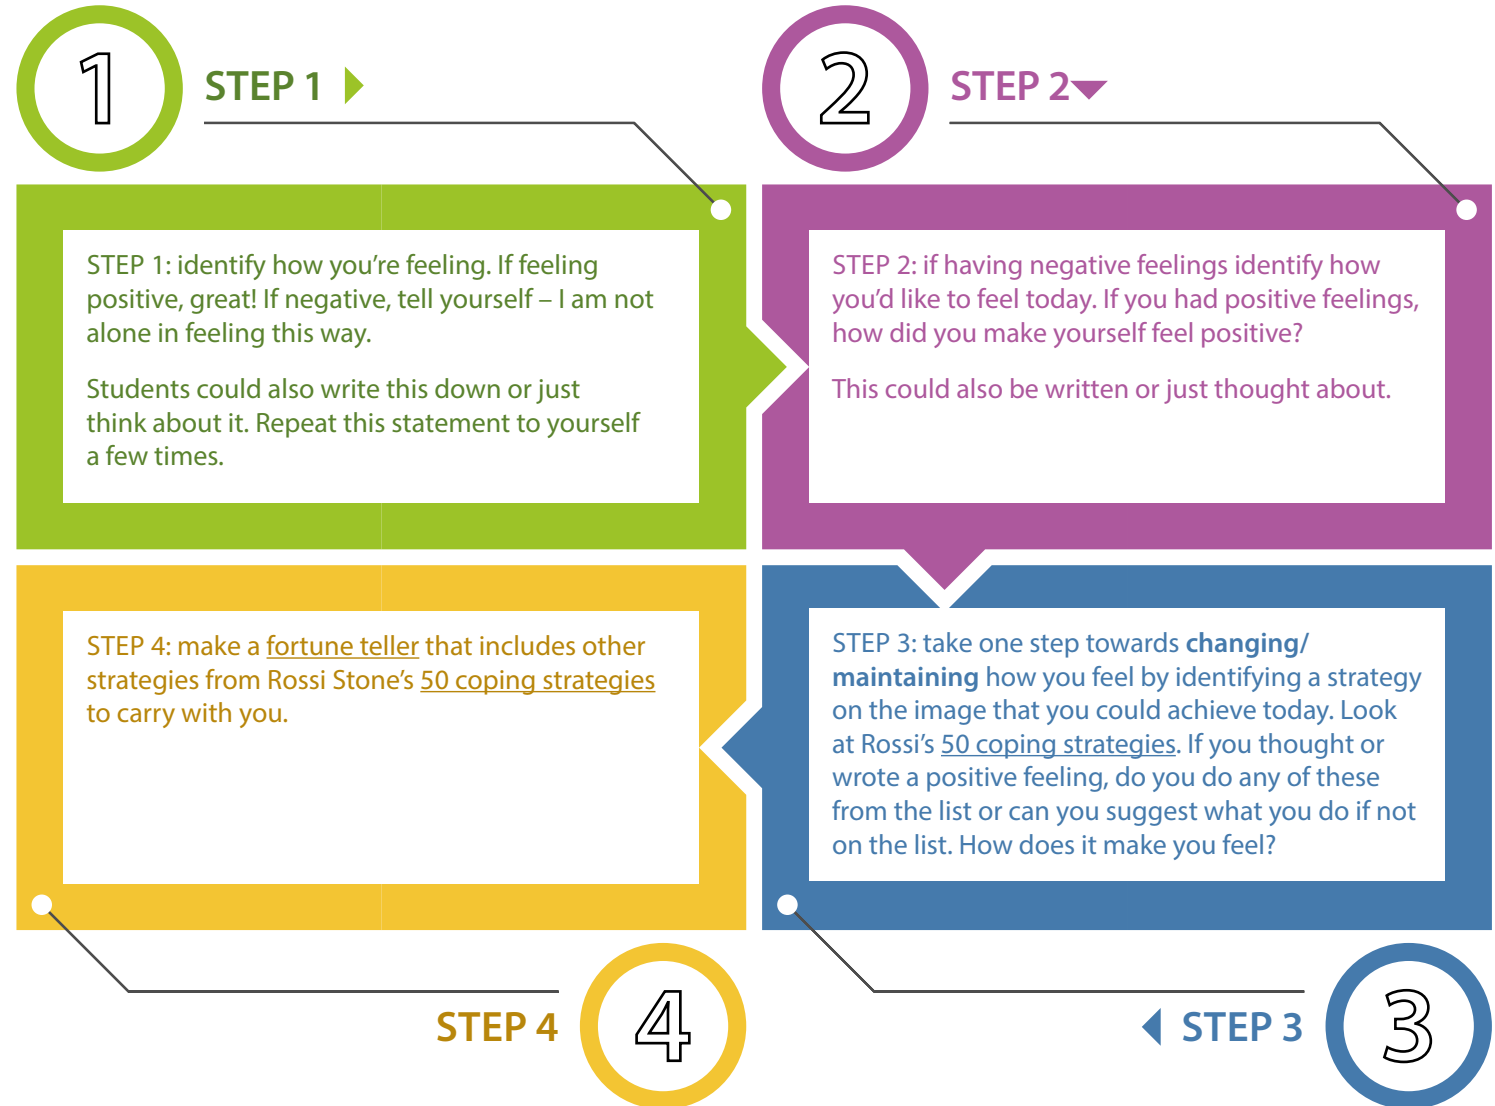 1
STEP 1
STEP 1: identify how you’re feeling. If feeling
positive, great! If negative, tell yourself – I am not
alone in feeling this way.
Students could also write this down or just
think about it. Repeat this statement to yourself
a few times.
2
STEP 2
STEP 2: if having negative feelings identify how
you’d like to feel today. If you had positive feelings,
how did you make yourself feel positive?
This could also be written or just thought about.
STEP 3: take one step towards changing/
maintaining how you feel by identifying a strategy
on the image that you could achieve today. Look
at Rossi’s 50 coping strategies. If you thought or
wrote a positive feeling, do you do any of these
from the list or can you suggest what you do if not
on the list. How does it make you feel?
STEP 3
3
STEP 4: make a fortune teller that includes other
strategies from Rossi Stone’s 50 coping strategies
to carry with you.
STEP 4
4